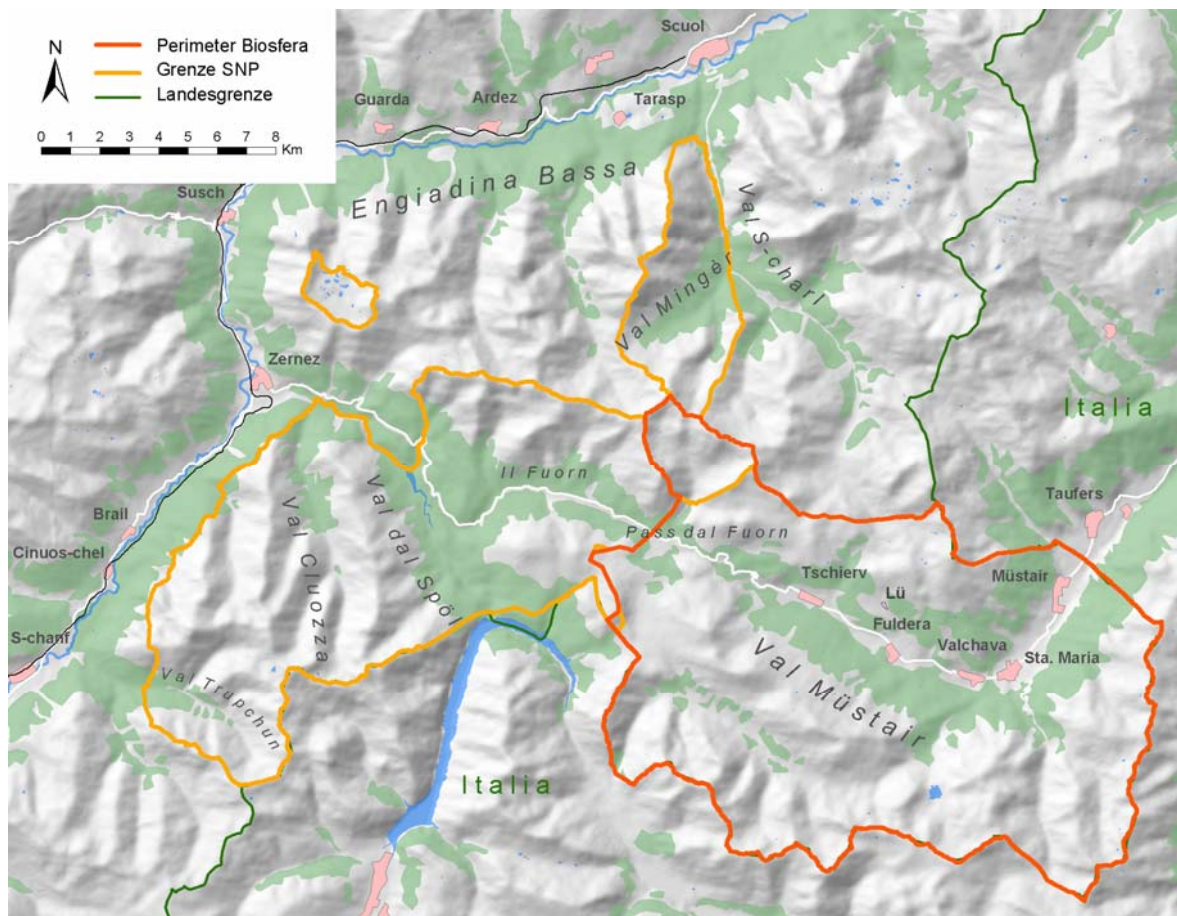 N
Perimeter Biosfera
Grenze SNP
Landesgrenze
0 1 2 3 4 5 6 7 8
Km
Scuol
Guarda
Ardez
Tarasp
Susch
Engiadina Bassa
Val S-charl
Val Mingèr
Zernez
Italia
Il Fuorn
Val Cluozza
Val dal Spöl
Brail
Cinuos-chel
Pass dal Fuorn
Taufers
Tschierv
Lü
Müstair
Fuldera
Valchava
Sta. Maria
S-chanf
Val Trupchun
Val Müstair
Italia